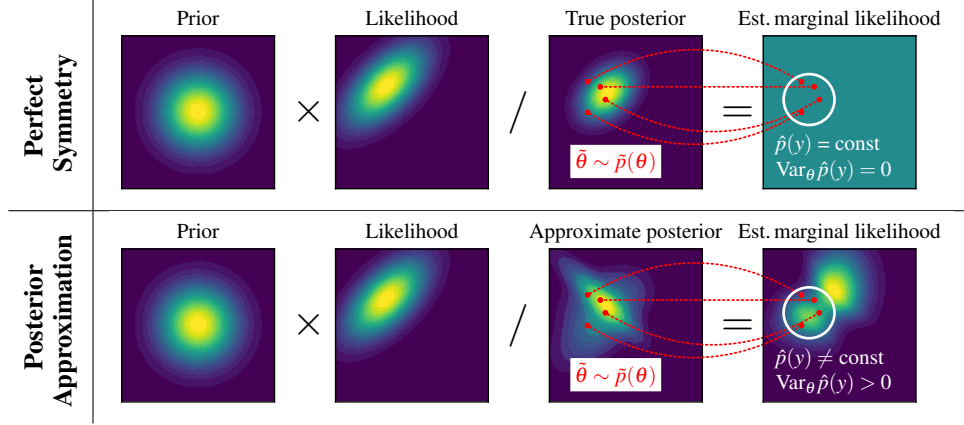 Prior
Likelihood
True posterior
Est. marginal likelihood
Perfect
Symmetry
×
/
=
θ̃ ∼ p̃(θ)
p̂(y) = const
Var_θ p̂(y) = 0
Prior
Likelihood
Approximate posterior
Est. marginal likelihood
Posterior
Approximation
×
/
=
θ̃ ∼ p̃(θ)
p̂(y) ≠ const
Var_θ p̂(y) > 0